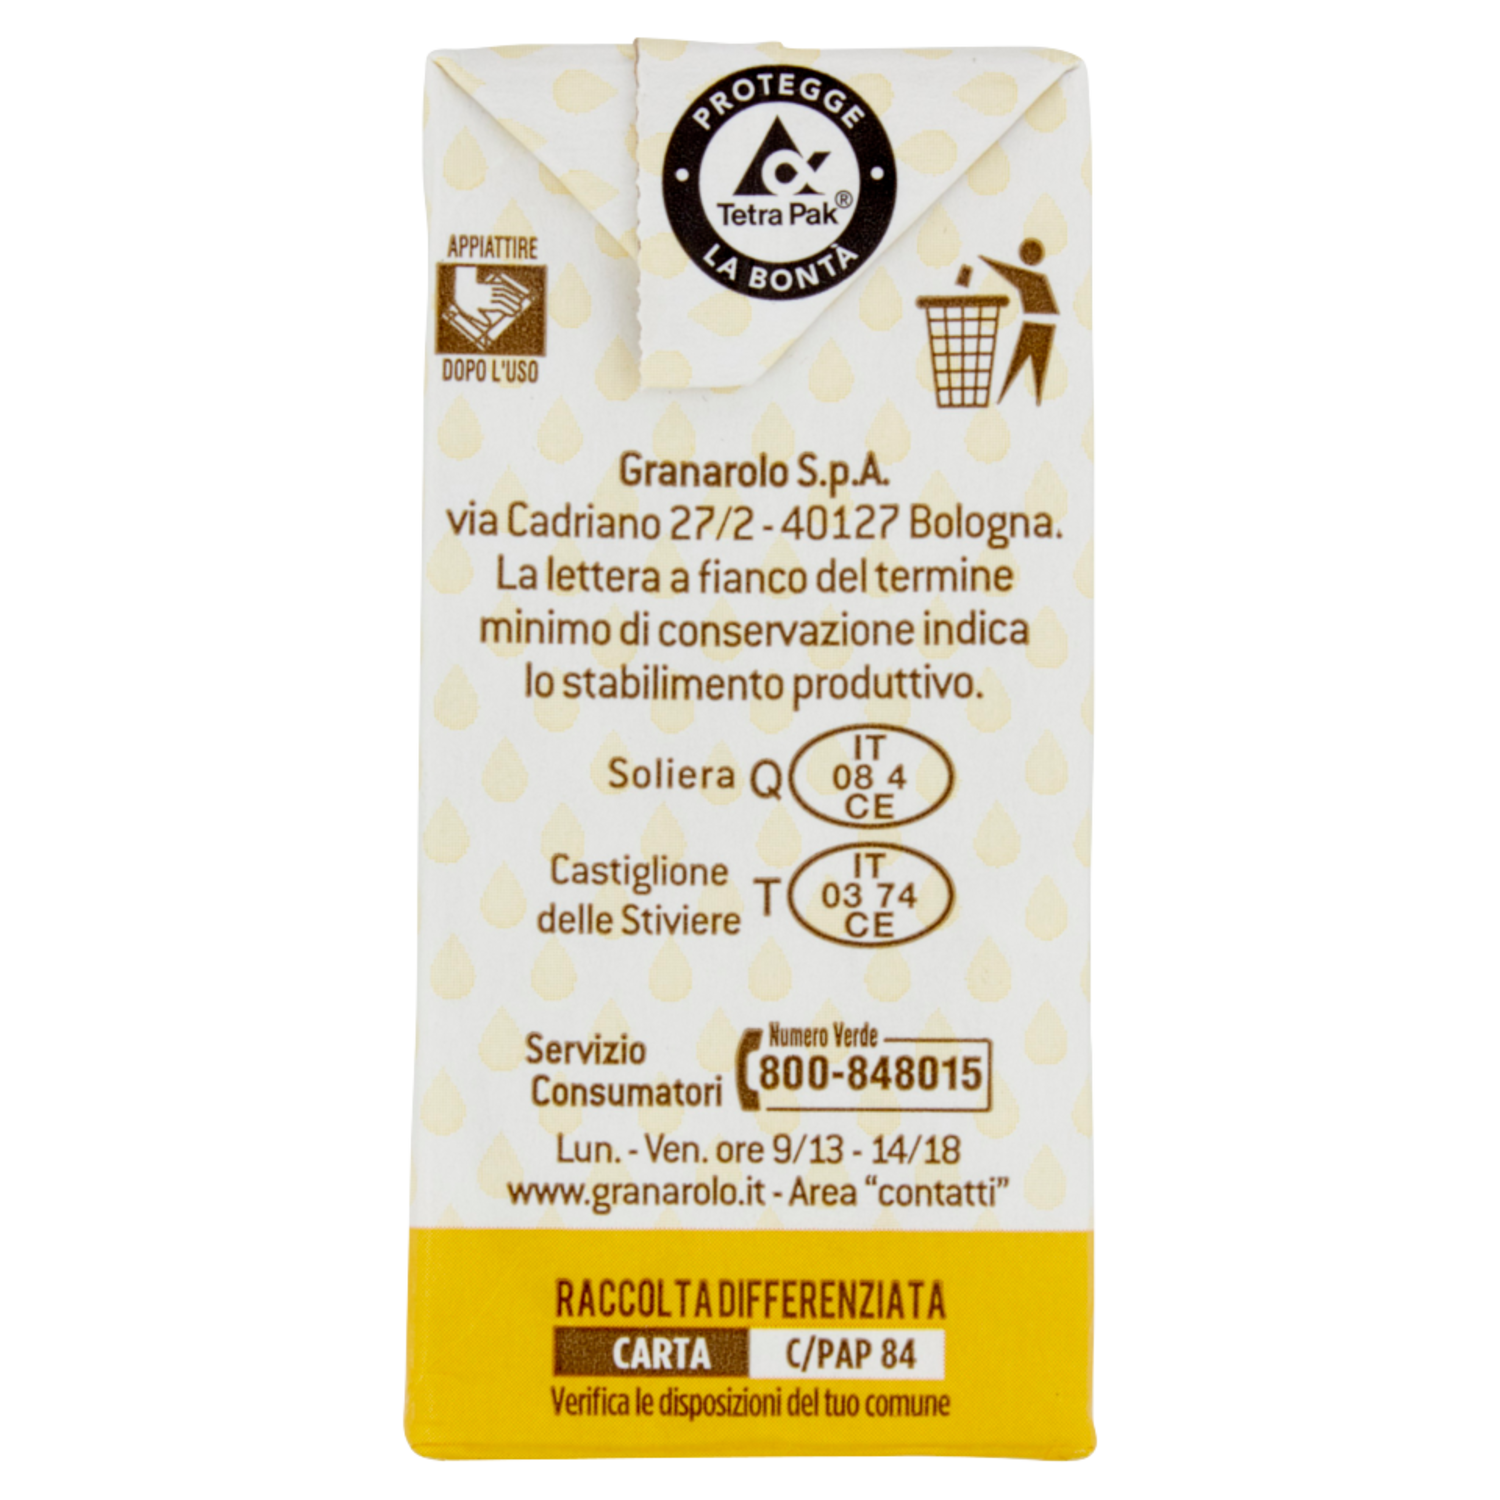 PROTEGGE
Tetra Pak®
LA BONTÀ
APPIATTIRE
DOPO L'USO
Granarolo S.p.A.
via Cadriano 27/2 - 40127 Bologna.
La lettera a fianco del termine
minimo di conservazione indica
lo stabilimento produttivo.
Soliera Q
IT
08 4
CE
Castiglione
delle Stiviere T
IT
03 74
CE
Servizio
Consumatori
Numero Verde
800-848015
Lun. - Ven. ore 9/13 - 14/18
www.granarolo.it - Area “contatti”
RACCOLTA DIFFERENZIATA
CARTA C/PAP 84
Verifica le disposizioni del tuo comune